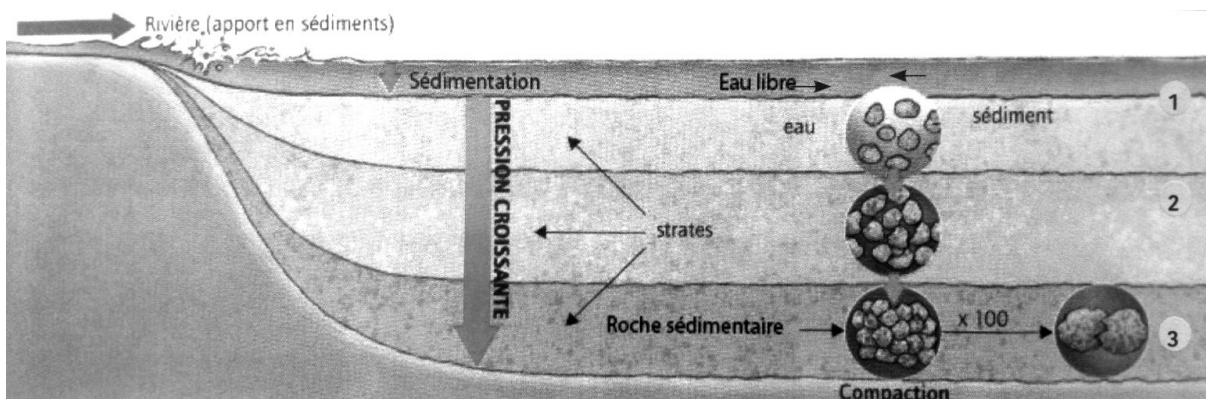 Rivière (apport en sédiments)
Sédimentation
Eau libre
1
eau
sédiment
PRESSION CROISSANTE
2
strates
Roche sédimentaire
x 100
3
Compaction